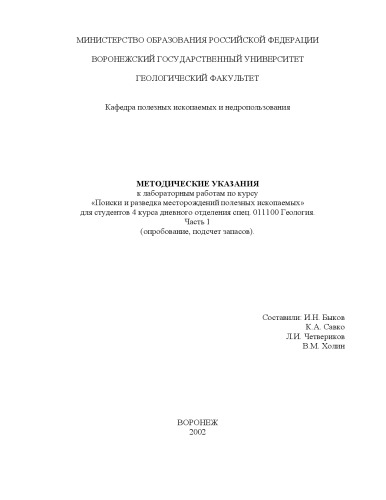 МИНИСТЕРСТВО ОБРАЗОВАНИЯ РОССИЙСКОЙ ФЕДЕРАЦИИ
ВОРОНЕЖСКИЙ ГОСУДАРСТВЕННЫЙ УНИВЕРСИТЕТ
ГЕОЛОГИЧЕСКИЙ ФАКУЛЬТЕТ
Кафедра полезных ископаемых и недропользования
МЕТОДИЧЕСКИЕ УКАЗАНИЯ
к лабораторным работам по курсу
«Поиски и разведка месторождений полезных ископаемых»
для студентов 4 курса дневного отделения спец. 011100 Геология.
Часть 1
(опробование, подсчет запасов).
Составили: И.Н. Быков
К.А. Савко
Л.И. Четвериков
В.М. Холин
ВОРОНЕЖ
2002